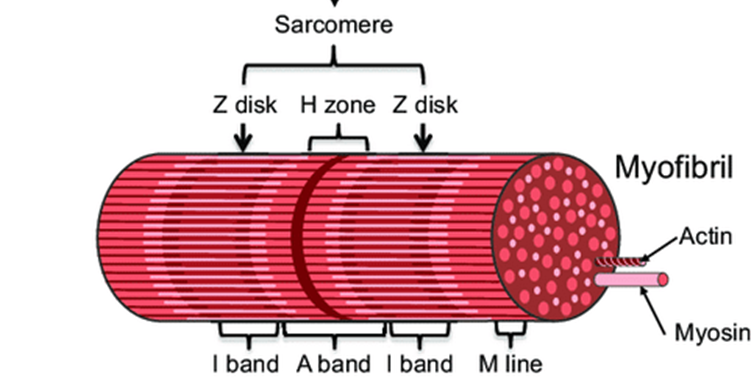 Sarcomere
Z disk H zone Z disk
Myofibril
Actin
Myosin
I band A band I band M line